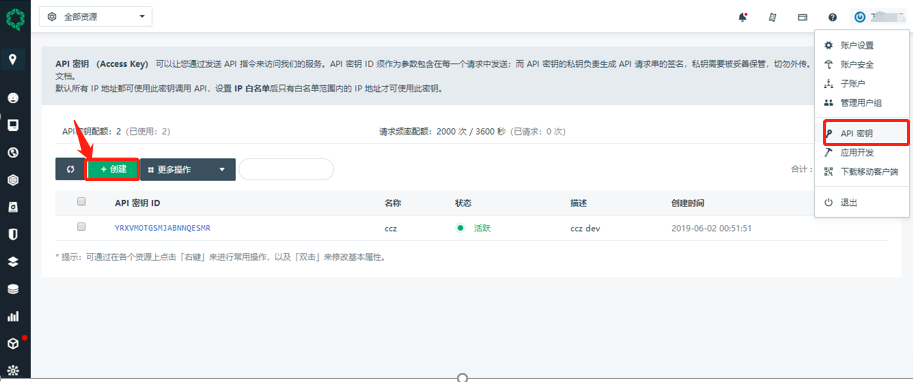 全部资源
API 密钥 （Access Key） 可以让您通过发送 API 指令来访问我们的服务。API 密钥 ID 须作为参数包含在每一个请求中发送；而 API 密钥的私钥负责生成 API 请求串的签名，私钥需要被妥善保管，切勿外传。
文档。
默认所有 IP 地址都可使用此密钥调用 API，设置 IP 白名单后只有白名单范围内的 IP 地址才可使用此密钥。
API密钥配额：2（已使用：2）
请求频率配额：2000 次 / 3600 秒（已请求：0 次）
+ 创建
更多操作
合计：
API 密钥 ID 名称 状态 描述 创建时间
YRXVMOTGSMJABNNQESMR ccz 活跃 ccz dev 2019-06-02 00:51:51
* 提示：可通过在各个资源上点击「右键」来进行常用操作，以及「双击」来修改基本属性。
账户设置
账户安全
子账户
管理用户组
API 密钥
应用开发
下载移动客户端
退出